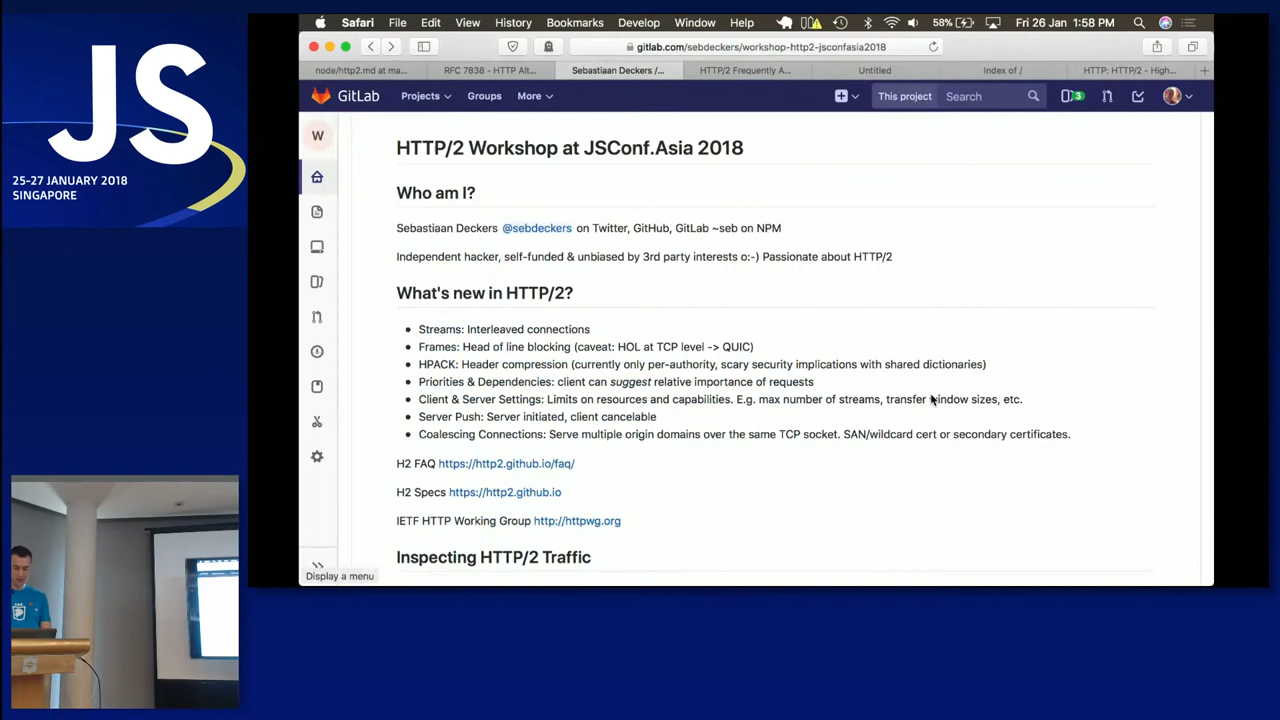 JS
25-27 JANUARY 2018
SINGAPORE
Safari File Edit View History Bookmarks Develop Window Help 58% Fri 26 Jan 1:58 PM
gitlab.com/sebdeckers/workshop-http2-jsconfasia2018
node/http2.md at ma... RFC 7838 - HTTP Alt... Sebastiaan Deckers /... HTTP/2 Frequently A... Untitled Index of / HTTP: HTTP/2 - High...
GitLab Projects Groups More This project Search 3
W
HTTP/2 Workshop at JSConf.Asia 2018
Who am I?
Sebastiaan Deckers @sebdeckers on Twitter, GitHub, GitLab ~seb on NPM
Independent hacker, self-funded & unbiased by 3rd party interests o:-) Passionate about HTTP/2
What's new in HTTP/2?
Streams: Interleaved connections
Frames: Head of line blocking (caveat: HOL at TCP level -> QUIC)
HPACK: Header compression (currently only per-authority, scary security implications with shared dictionaries)
Priorities & Dependencies: client can suggest relative importance of requests
Client & Server Settings: Limits on resources and capabilities. E.g. max number of streams, transfer window sizes, etc.
Server Push: Server initiated, client cancelable
Coalescing Connections: Serve multiple origin domains over the same TCP socket. SAN/wildcard cert or secondary certificates.
H2 FAQ https://http2.github.io/faq/
H2 Specs https://http2.github.io
IETF HTTP Working Group http://httpwg.org
Inspecting HTTP/2 Traffic
Display a menu